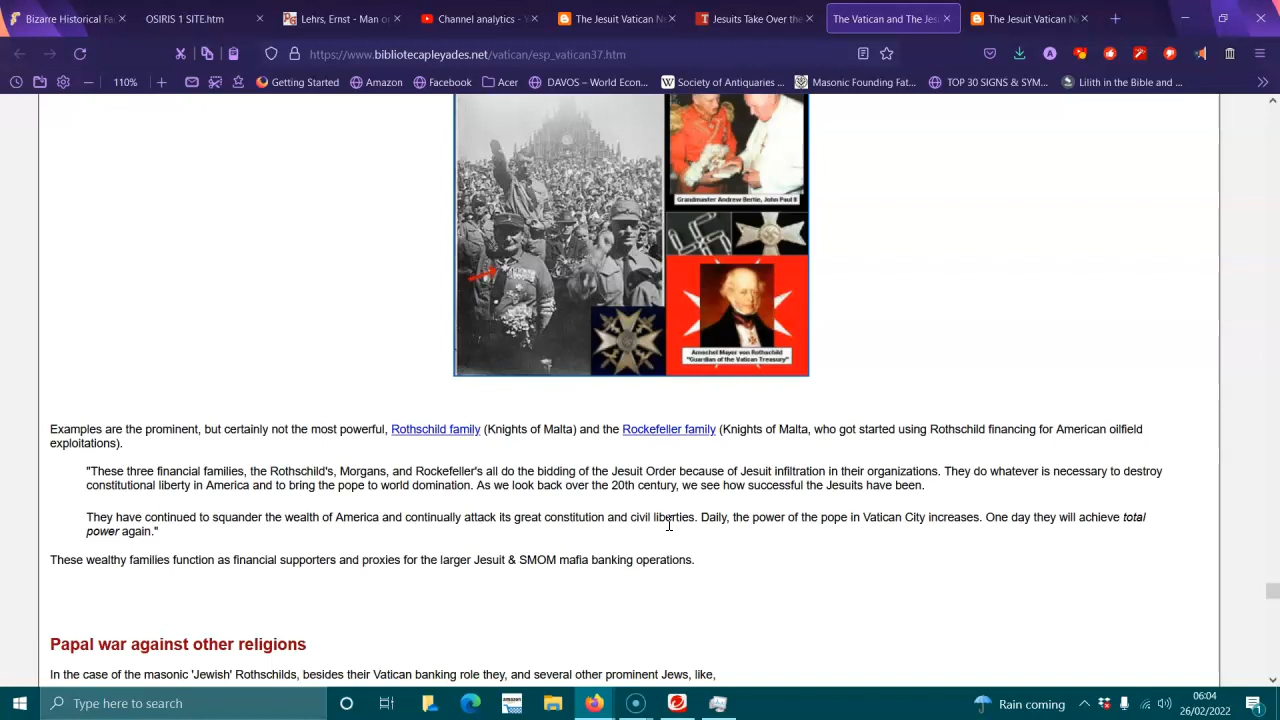 Bizarre Historical Fac
OSIRIS 1 SITE.htm
Lehrs, Ernst - Man or
Channel analytics - Y
The Jesuit Vatican Ne
Jesuits Take Over the
The Vatican and The Jesu
The Jesuit Vatican Ne
https://www.bibliotecapleyades.net/vatican/esp_vatican37.htm
110%
Getting Started
Amazon
Facebook
Acer
DAVOS – World Econ...
Society of Antiquaries ...
Masonic Founding Fat...
TOP 30 SIGNS & SYM...
Lilith in the Bible and ...
Grandmaster Andrew Bertie, John Paul II
Amschel Mayer von Rothschild
"Guardian of the Vatican Treasury"
Examples are the prominent, but certainly not the most powerful, Rothschild family (Knights of Malta) and the Rockefeller family (Knights of Malta, who got started using Rothschild financing for American oilfield
exploitations).
"These three financial families, the Rothschild's, Morgans, and Rockefeller's all do the bidding of the Jesuit Order because of Jesuit infiltration in their organizations. They do whatever is necessary to destroy
constitutional liberty in America and to bring the pope to world domination. As we look back over the 20th century, we see how successful the Jesuits have been.
They have continued to squander the wealth of America and continually attack its great constitution and civil liberties. Daily, the power of the pope in Vatican City increases. One day they will achieve total
power again."
These wealthy families function as financial supporters and proxies for the larger Jesuit & SMOM mafia banking operations.
Papal war against other religions
In the case of the masonic 'Jewish' Rothschilds, besides their Vatican banking role they, and several other prominent Jews, like,
Type here to search
amazon
Rain coming
06:04
26/02/2022
1